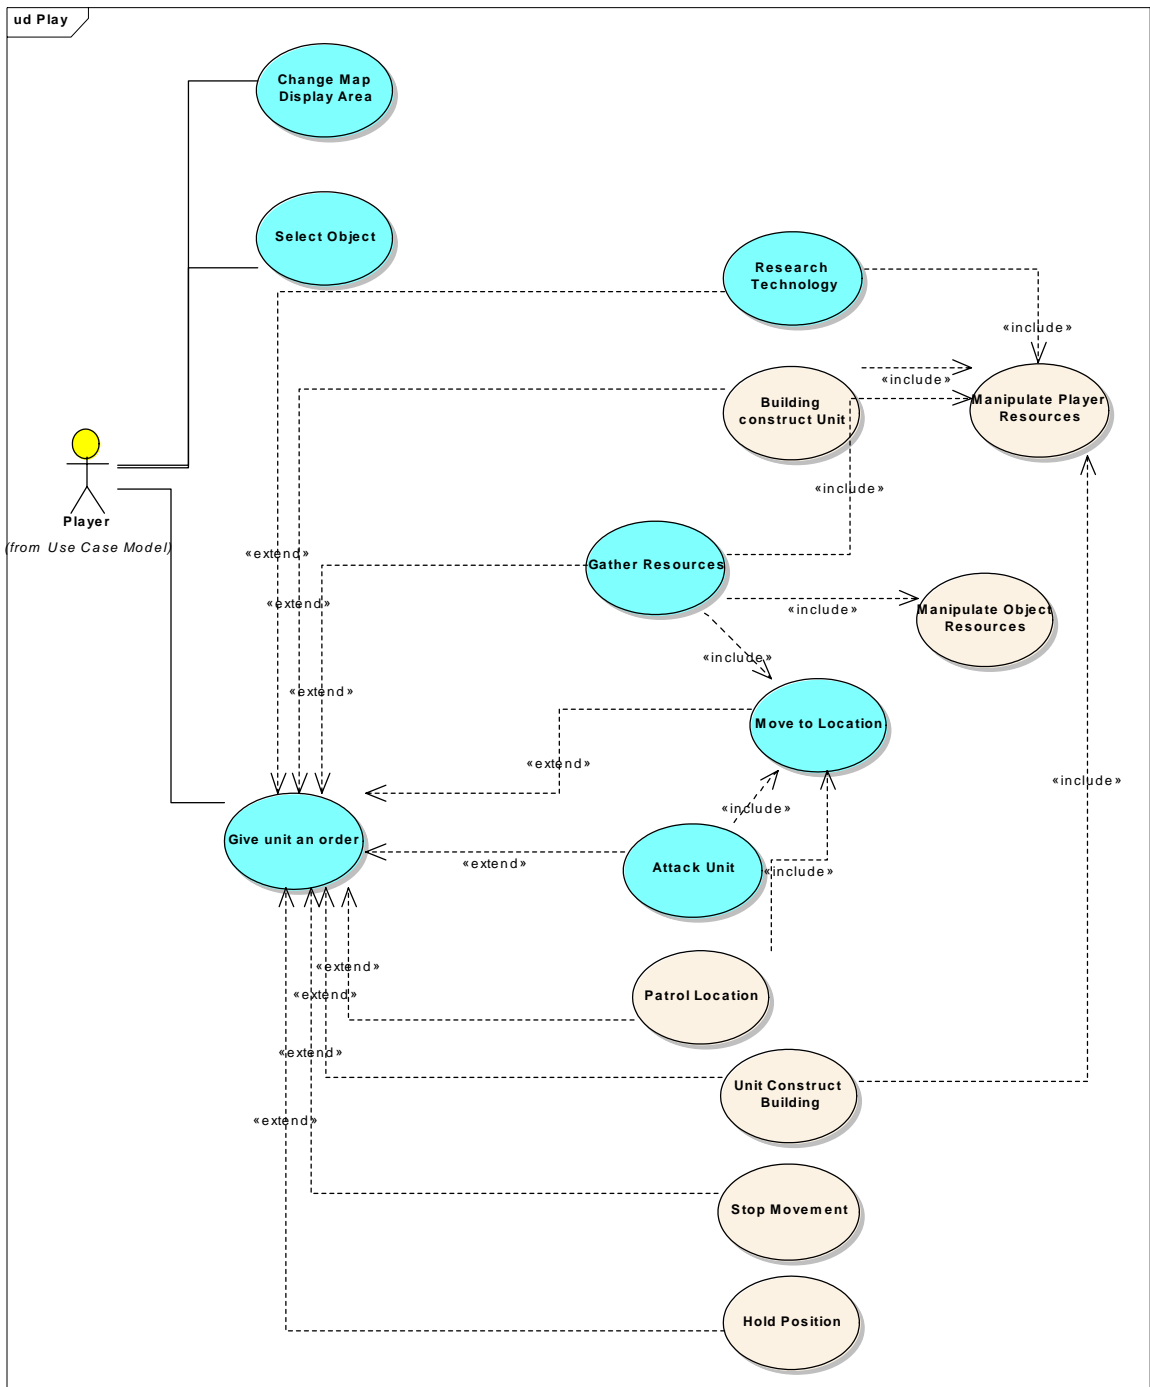 ud Play
Change Map
Display Area
Select Object
Research
Technology
«include»
Building
construct Unit
«include»
Manipulate Player
Resources
Player
(from Use Case Model)
«include»
«extend»
Gather Resources
«extend»
«include»
Manipulate Object
Resources
«include»
«extend»
Move to Location
«extend»
«include»
«include»
Give unit an order
«extend»
Attack Unit
«include»
«extend»
Patrol Location
«extend»
«extend»
Unit Construct
Building
«extend»
Stop Movement
Hold Position